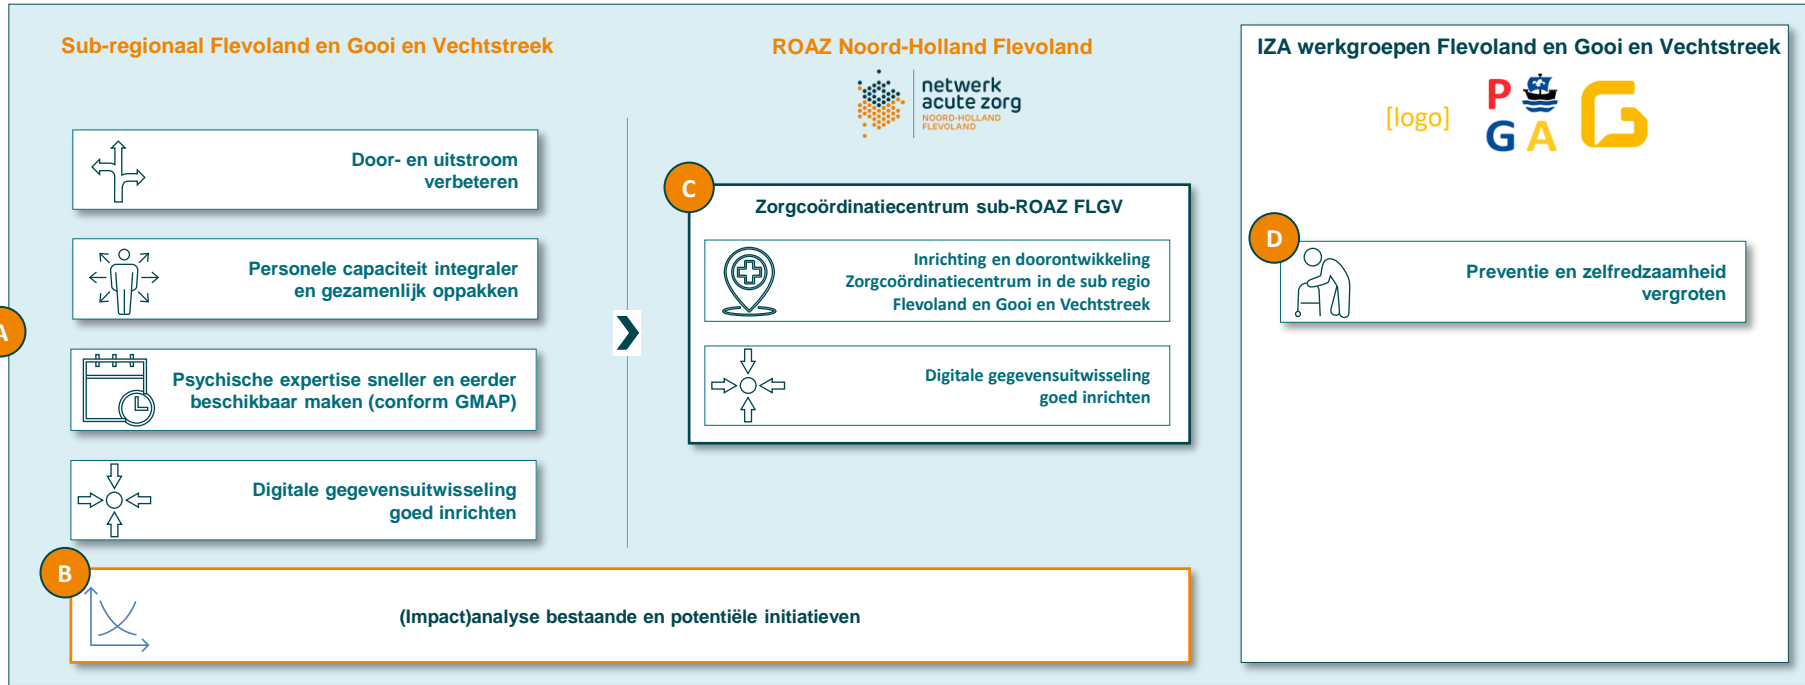 Sub-regionaal Flevoland en Gooi en Vechtstreek
A
Door- en uitstroom
verbeteren
Personele capaciteit integraler
en gezamenlijk oppakken
Psychische expertise sneller en eerder
beschikbaar maken (conform GMAP)
Digitale gegevensuitwisseling
goed inrichten
B
(Impact)analyse bestaande en potentiële initiatieven
ROAZ Noord-Holland Flevoland
netwerk
acute zorg
NOORD-HOLLAND
FLEVOLAND
C
Zorgcoördinatiecentrum sub-ROAZ FLGV
Inrichting en doorontwikkeling
Zorgcoördinatiecentrum in de sub regio
Flevoland en Gooi en Vechtstreek
Digitale gegevensuitwisseling
goed inrichten
IZA werkgroepen Flevoland en Gooi en Vechtstreek
[logo]
P
G A
G
D
Preventie en zelfredzaamheid
vergroten